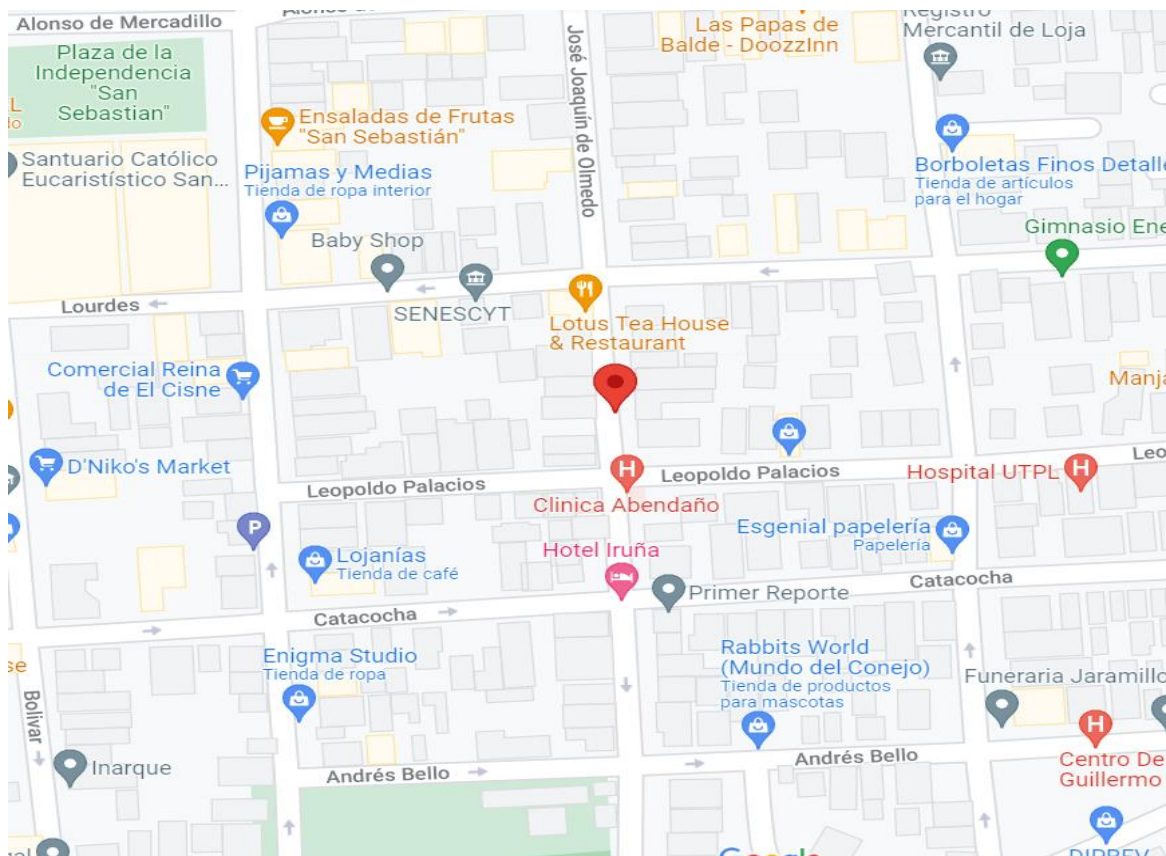 Alonso de Mercadillo
Alonso de
Plaza de la
Independencia
"San
Sebastian"
José Joaquín de Olmedo
Las Papas de
Balde - DoozzInn
Registro
Mercantil de Loja
Ensaladas de Frutas
"San Sebastián"
Santuario Católico
Eucaristístico San...
Pijamas y Medias
Tienda de ropa interior
Borboletas Finos Detalle
Tienda de artículos
para el hogar
Baby Shop
Gimnasio Ene
SENESCYT
Lourdes
Lotus Tea House
& Restaurant
Comercial Reina
de El Cisne
Manja
D'Niko's Market
Leopoldo Palacios
H
Clinica Abendaño
Leopoldo Palacios
Hospital UTPL
H
Leo
P
Lojanías
Tienda de café
Hotel Iruña
Esgenial papelería
Papelería
Catacocha
Primer Reporte
Catacocha
Enigma Studio
Tienda de ropa
Rabbits World
(Mundo del Conejo)
Tienda de productos
para mascotas
Funeraria Jaramillo
Bolivar
Inarque
Andrés Bello
Andrés Bello
H
Centro De
Guillermo
Google